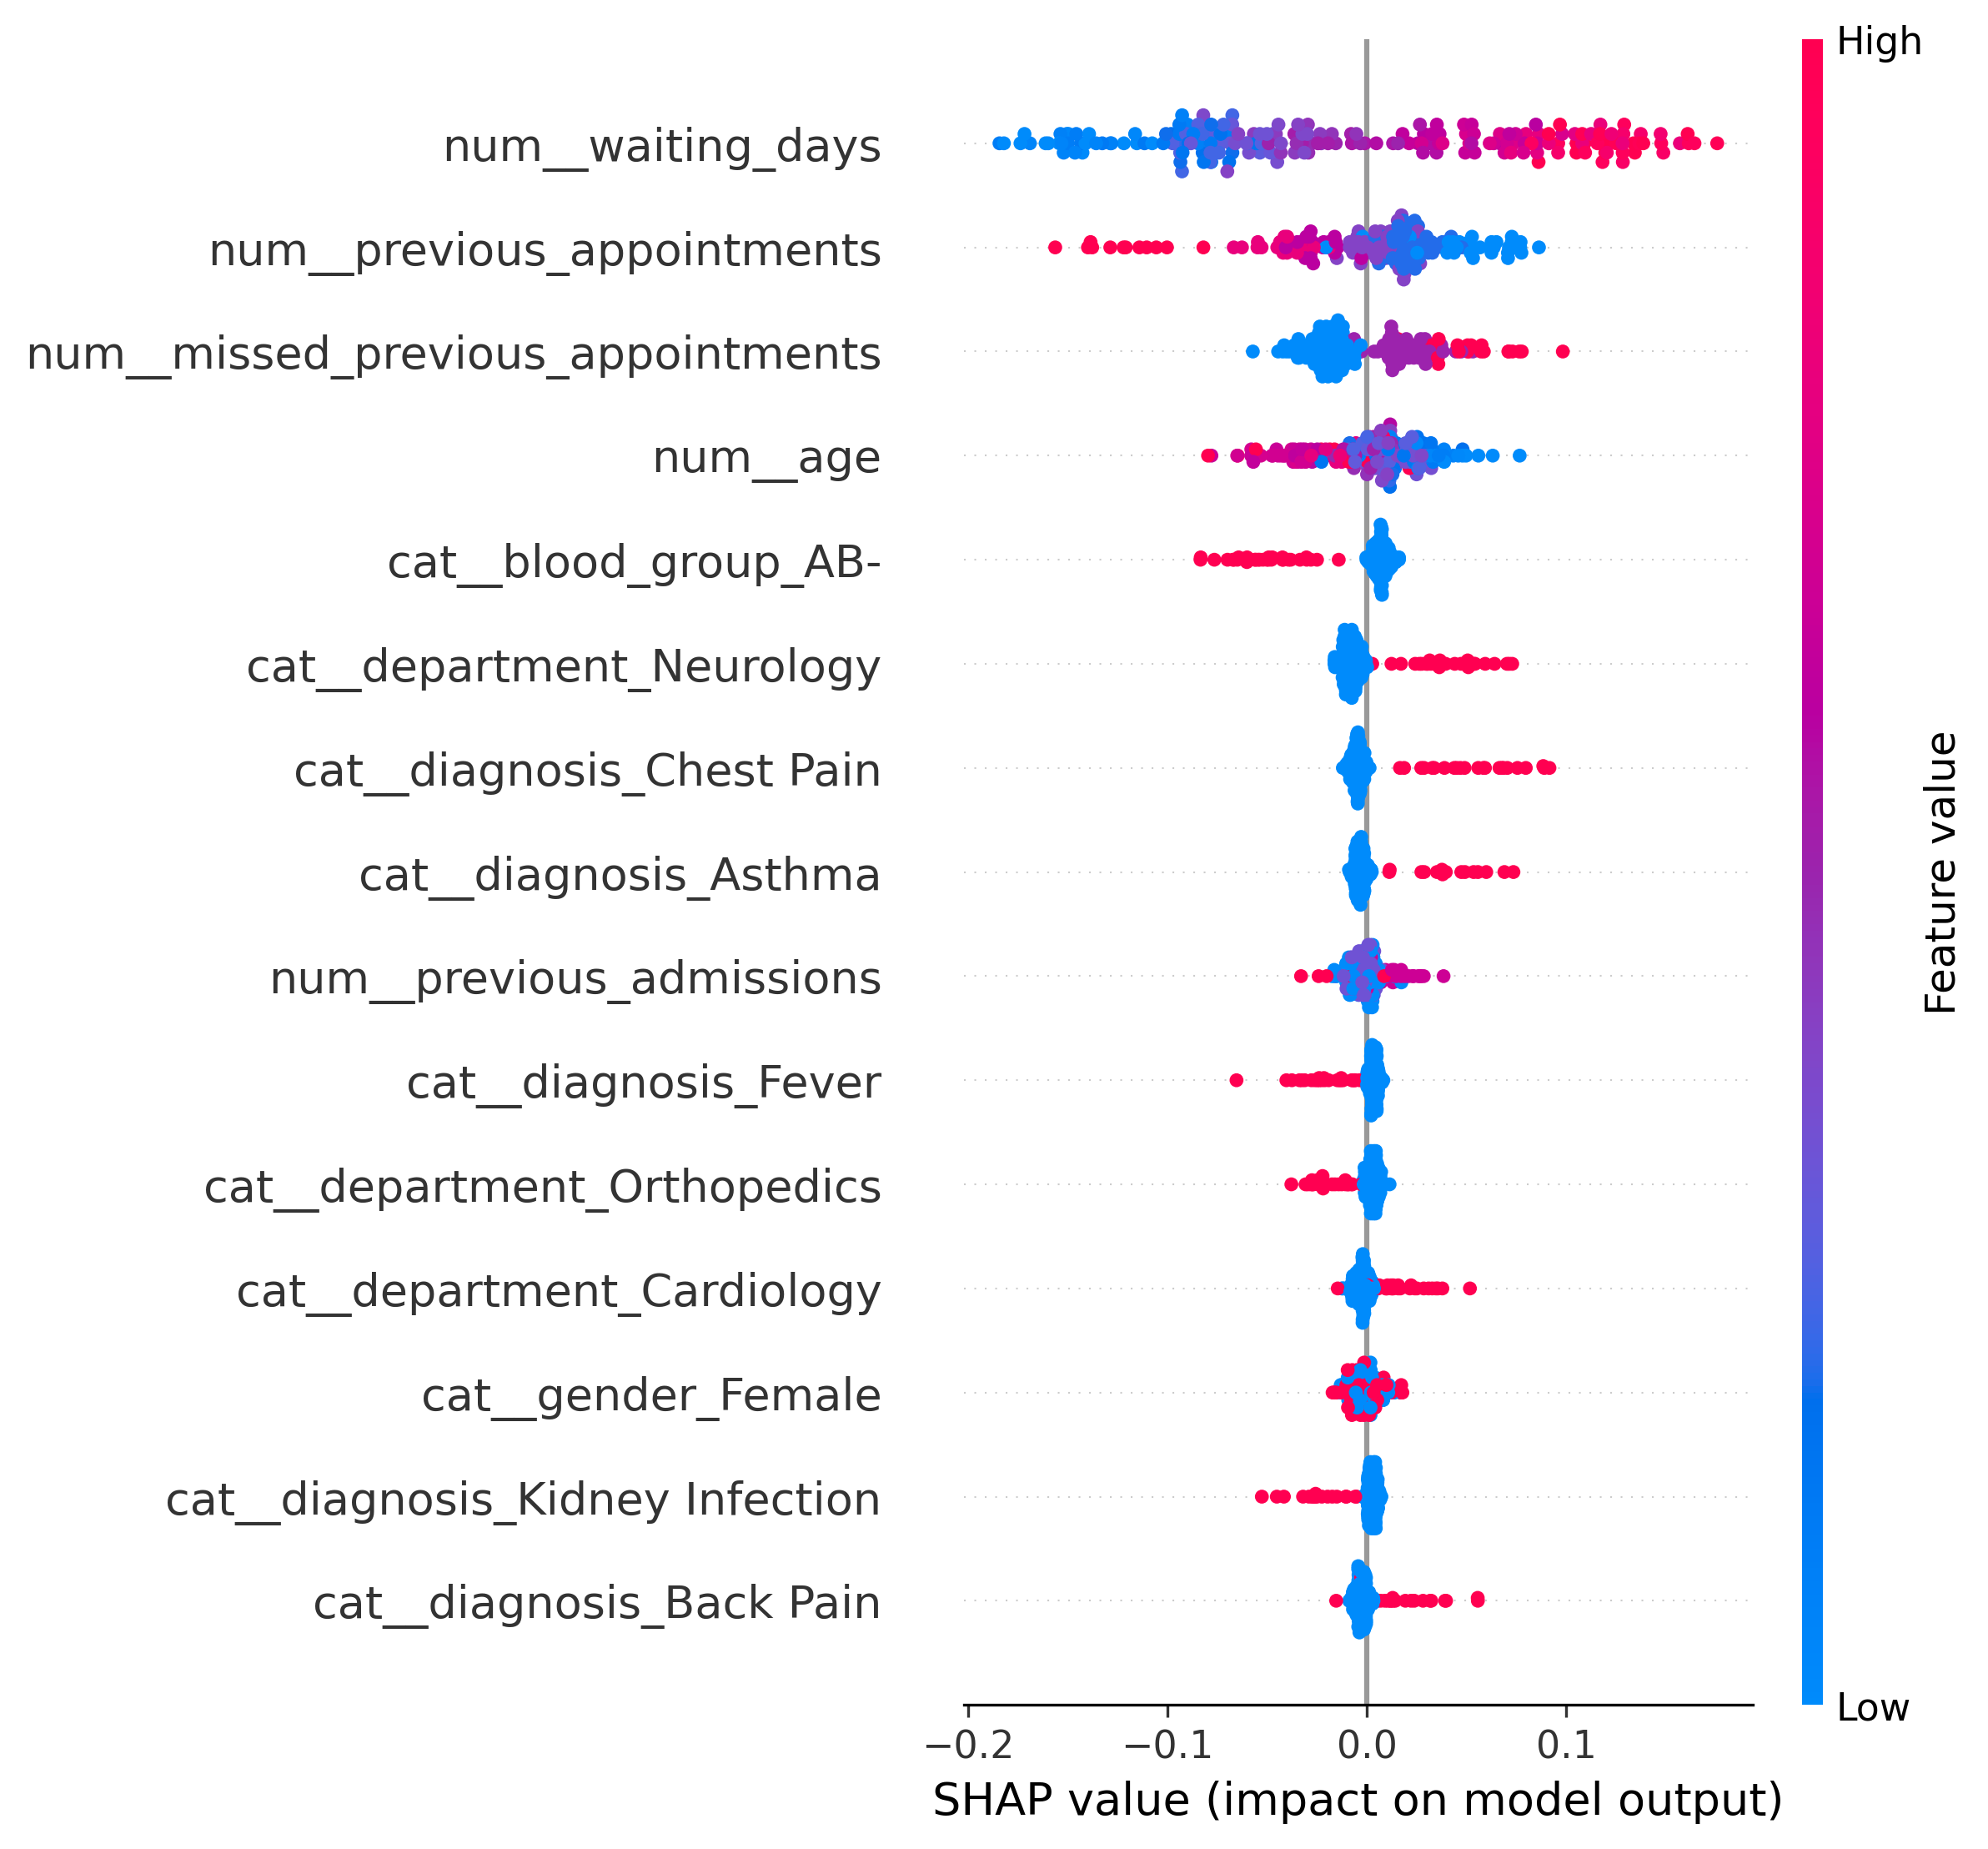 High
num__waiting_days
num__previous_appointments
num__missed_previous_appointments
num__age
cat__blood_group_AB-
cat__department_Neurology
cat__diagnosis_Chest Pain
cat__diagnosis_Asthma
num__previous_admissions
cat__diagnosis_Fever
cat__department_Orthopedics
cat__department_Cardiology
cat__gender_Female
cat__diagnosis_Kidney Infection
cat__diagnosis_Back Pain
Feature value
Low
−0.2 −0.1 0.0 0.1
SHAP value (impact on model output)